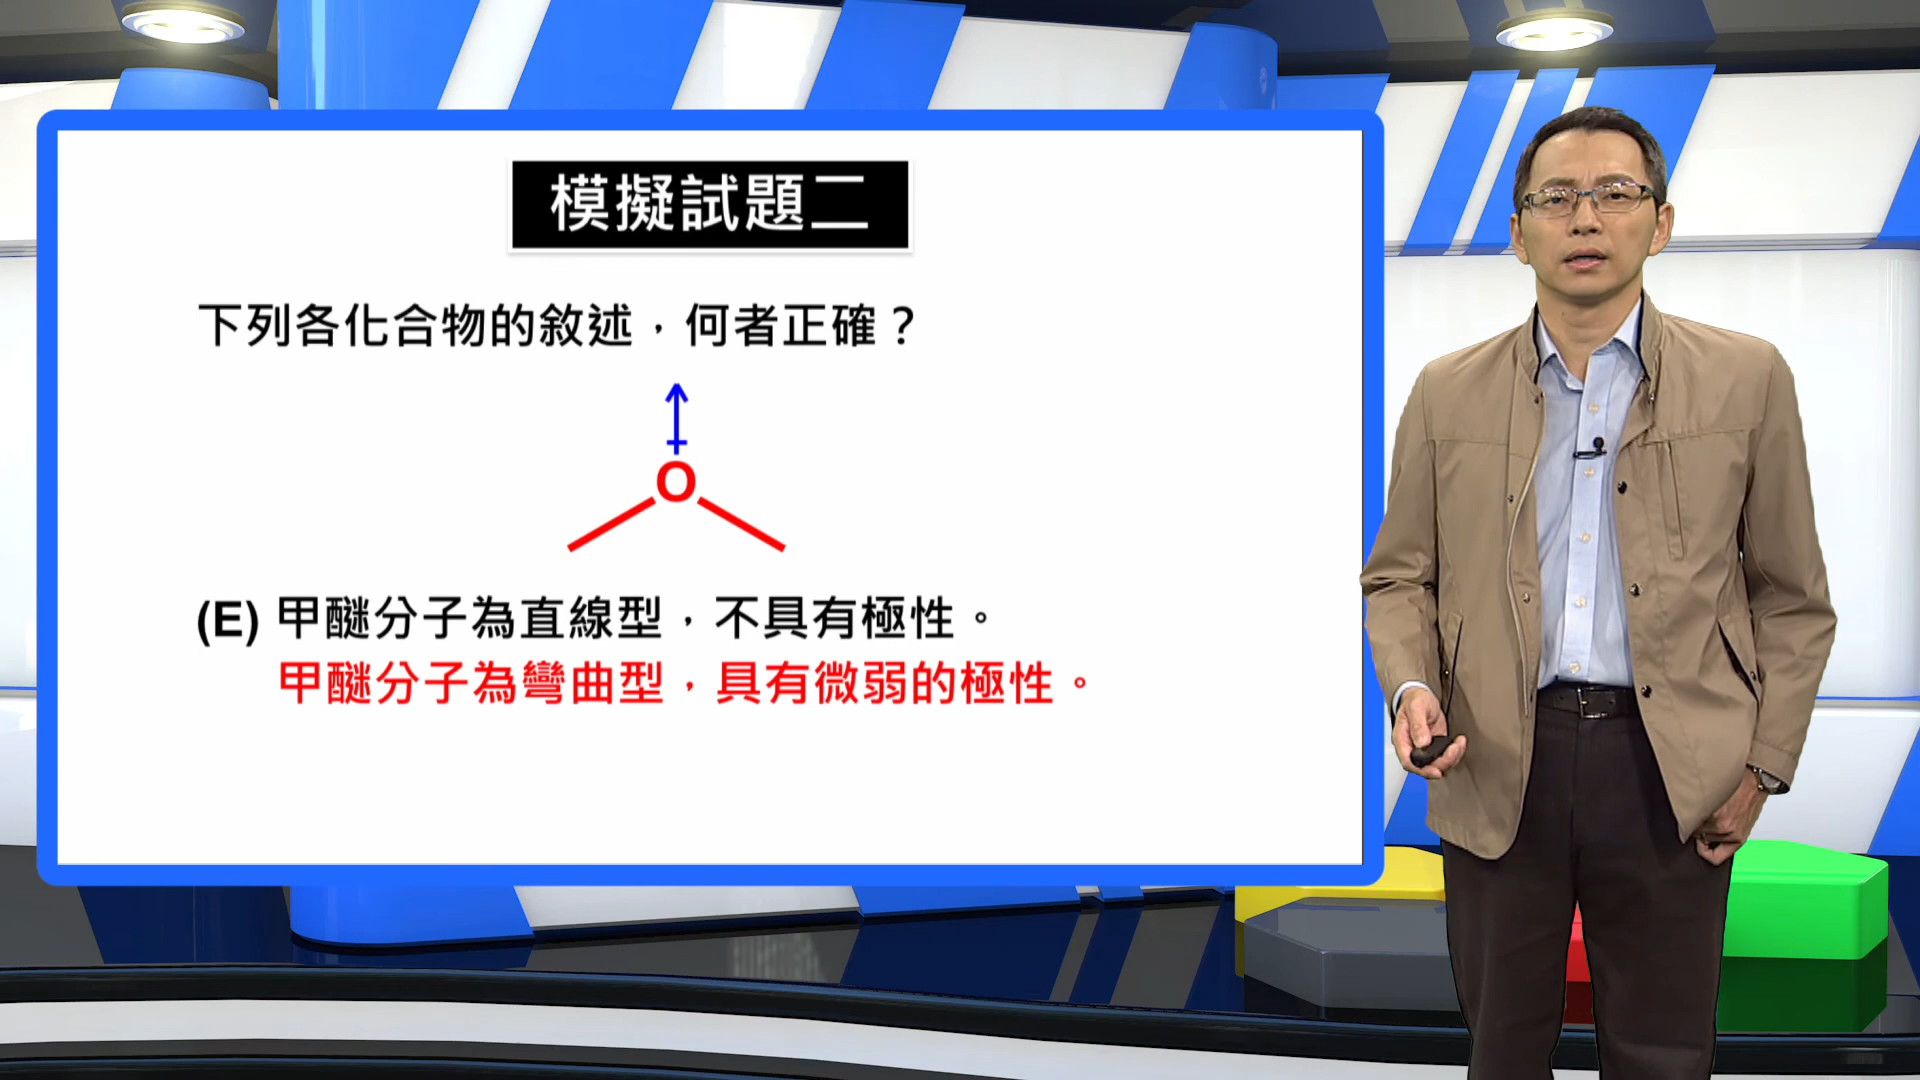 模擬試題二
下列各化合物的敘述，何者正確？
O
(E) 甲醚分子為直線型，不具有極性。
甲醚分子為彎曲型，具有微弱的極性。